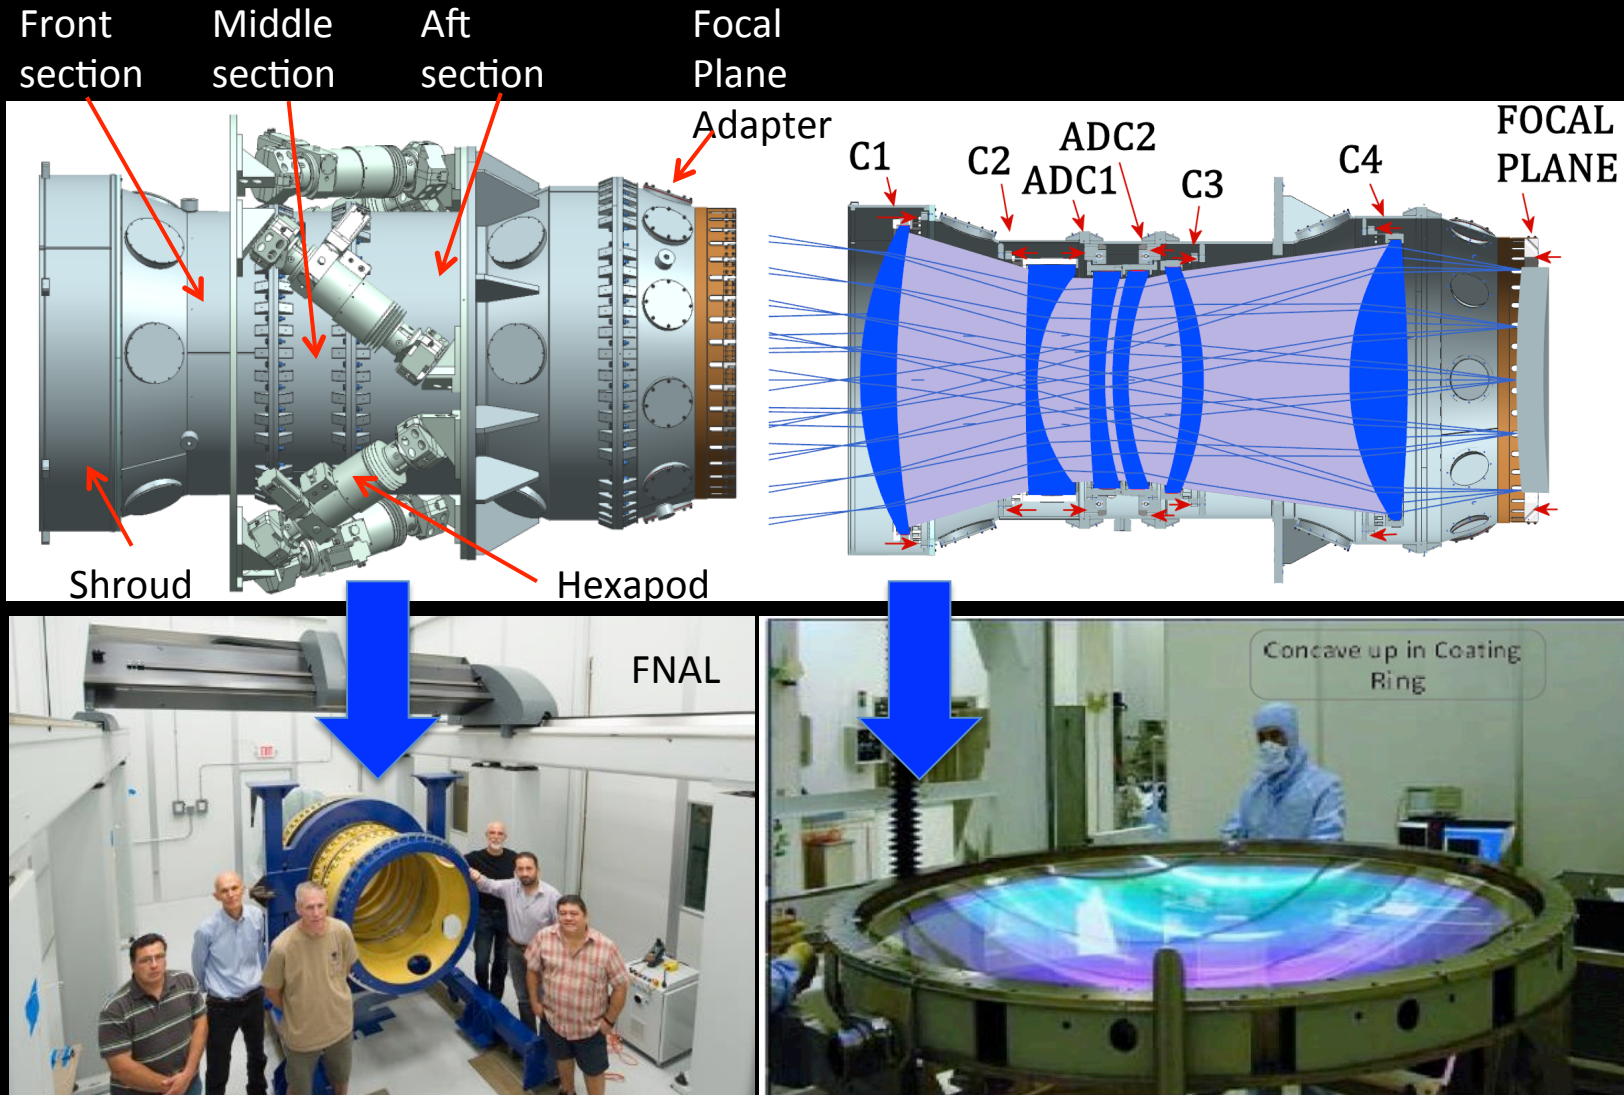 Front
section
Middle
section
Aft
section
Focal
Plane
Adapter
Shroud
Hexapod
C1
C2
ADC1
ADC2
C3
C4
FOCAL
PLANE
FNAL
EXIT
Concave up in Coating
Ring